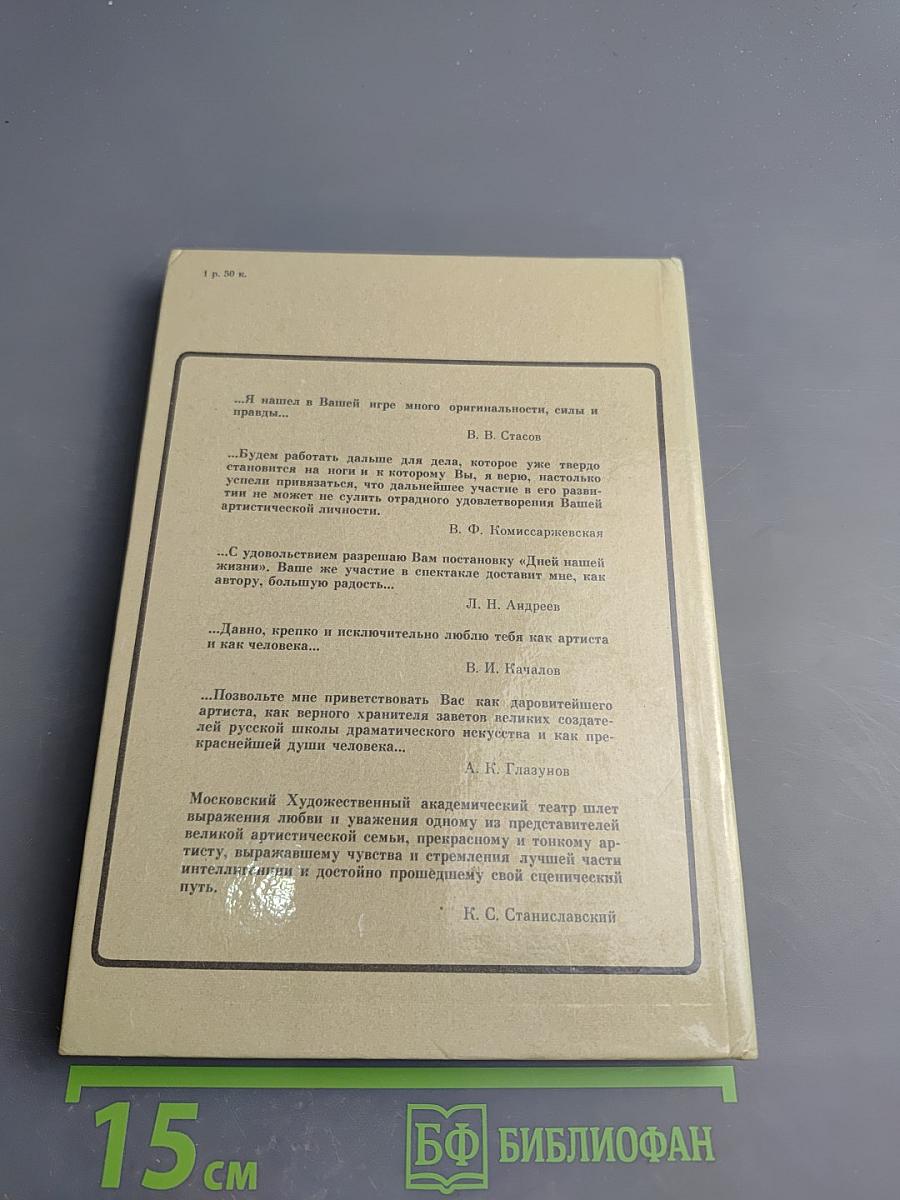 1 р. 50 к.
...Я нашел в Вашей игре много оригинальности, силы и
правды...
В. В. Стасов
...Будем работать дальше для дела, которое уже твердо
становится на ноги и к которому Вы, я верю, настолько
успели привязаться, что дальнейшее участие в его разви-
тии не может не сулить отрадного удовлетворения Вашей
артистической личности.
В. Ф. Комиссаржевская
...С удовольствием разрешаю Вам постановку «Дней нашей
жизни». Ваше же участие в спектакле доставит мне, как
автору, большую радость...
Л. Н. Андреев
...Давно, крепко и исключительно люблю тебя как артиста
и как человека...
В. И. Качалов
...Позвольте мне приветствовать Вас как даровитейшего
артиста, как верного хранителя заветов великих создате-
лей русской школы драматического искусства и как пре-
краснейшей души человека...
А. К. Глазунов
Московский Художественный академический театр шлет
выражения любви и уважения одному из представителей
великой артистической семьи, прекрасному и тонкому ар-
тисту, выражавшему чувства и стремления лучшей части
интеллигенции и достойно прошедшему свой сценический
путь.
К. С. Станиславский
15 см
БФ БИБЛИОФАН